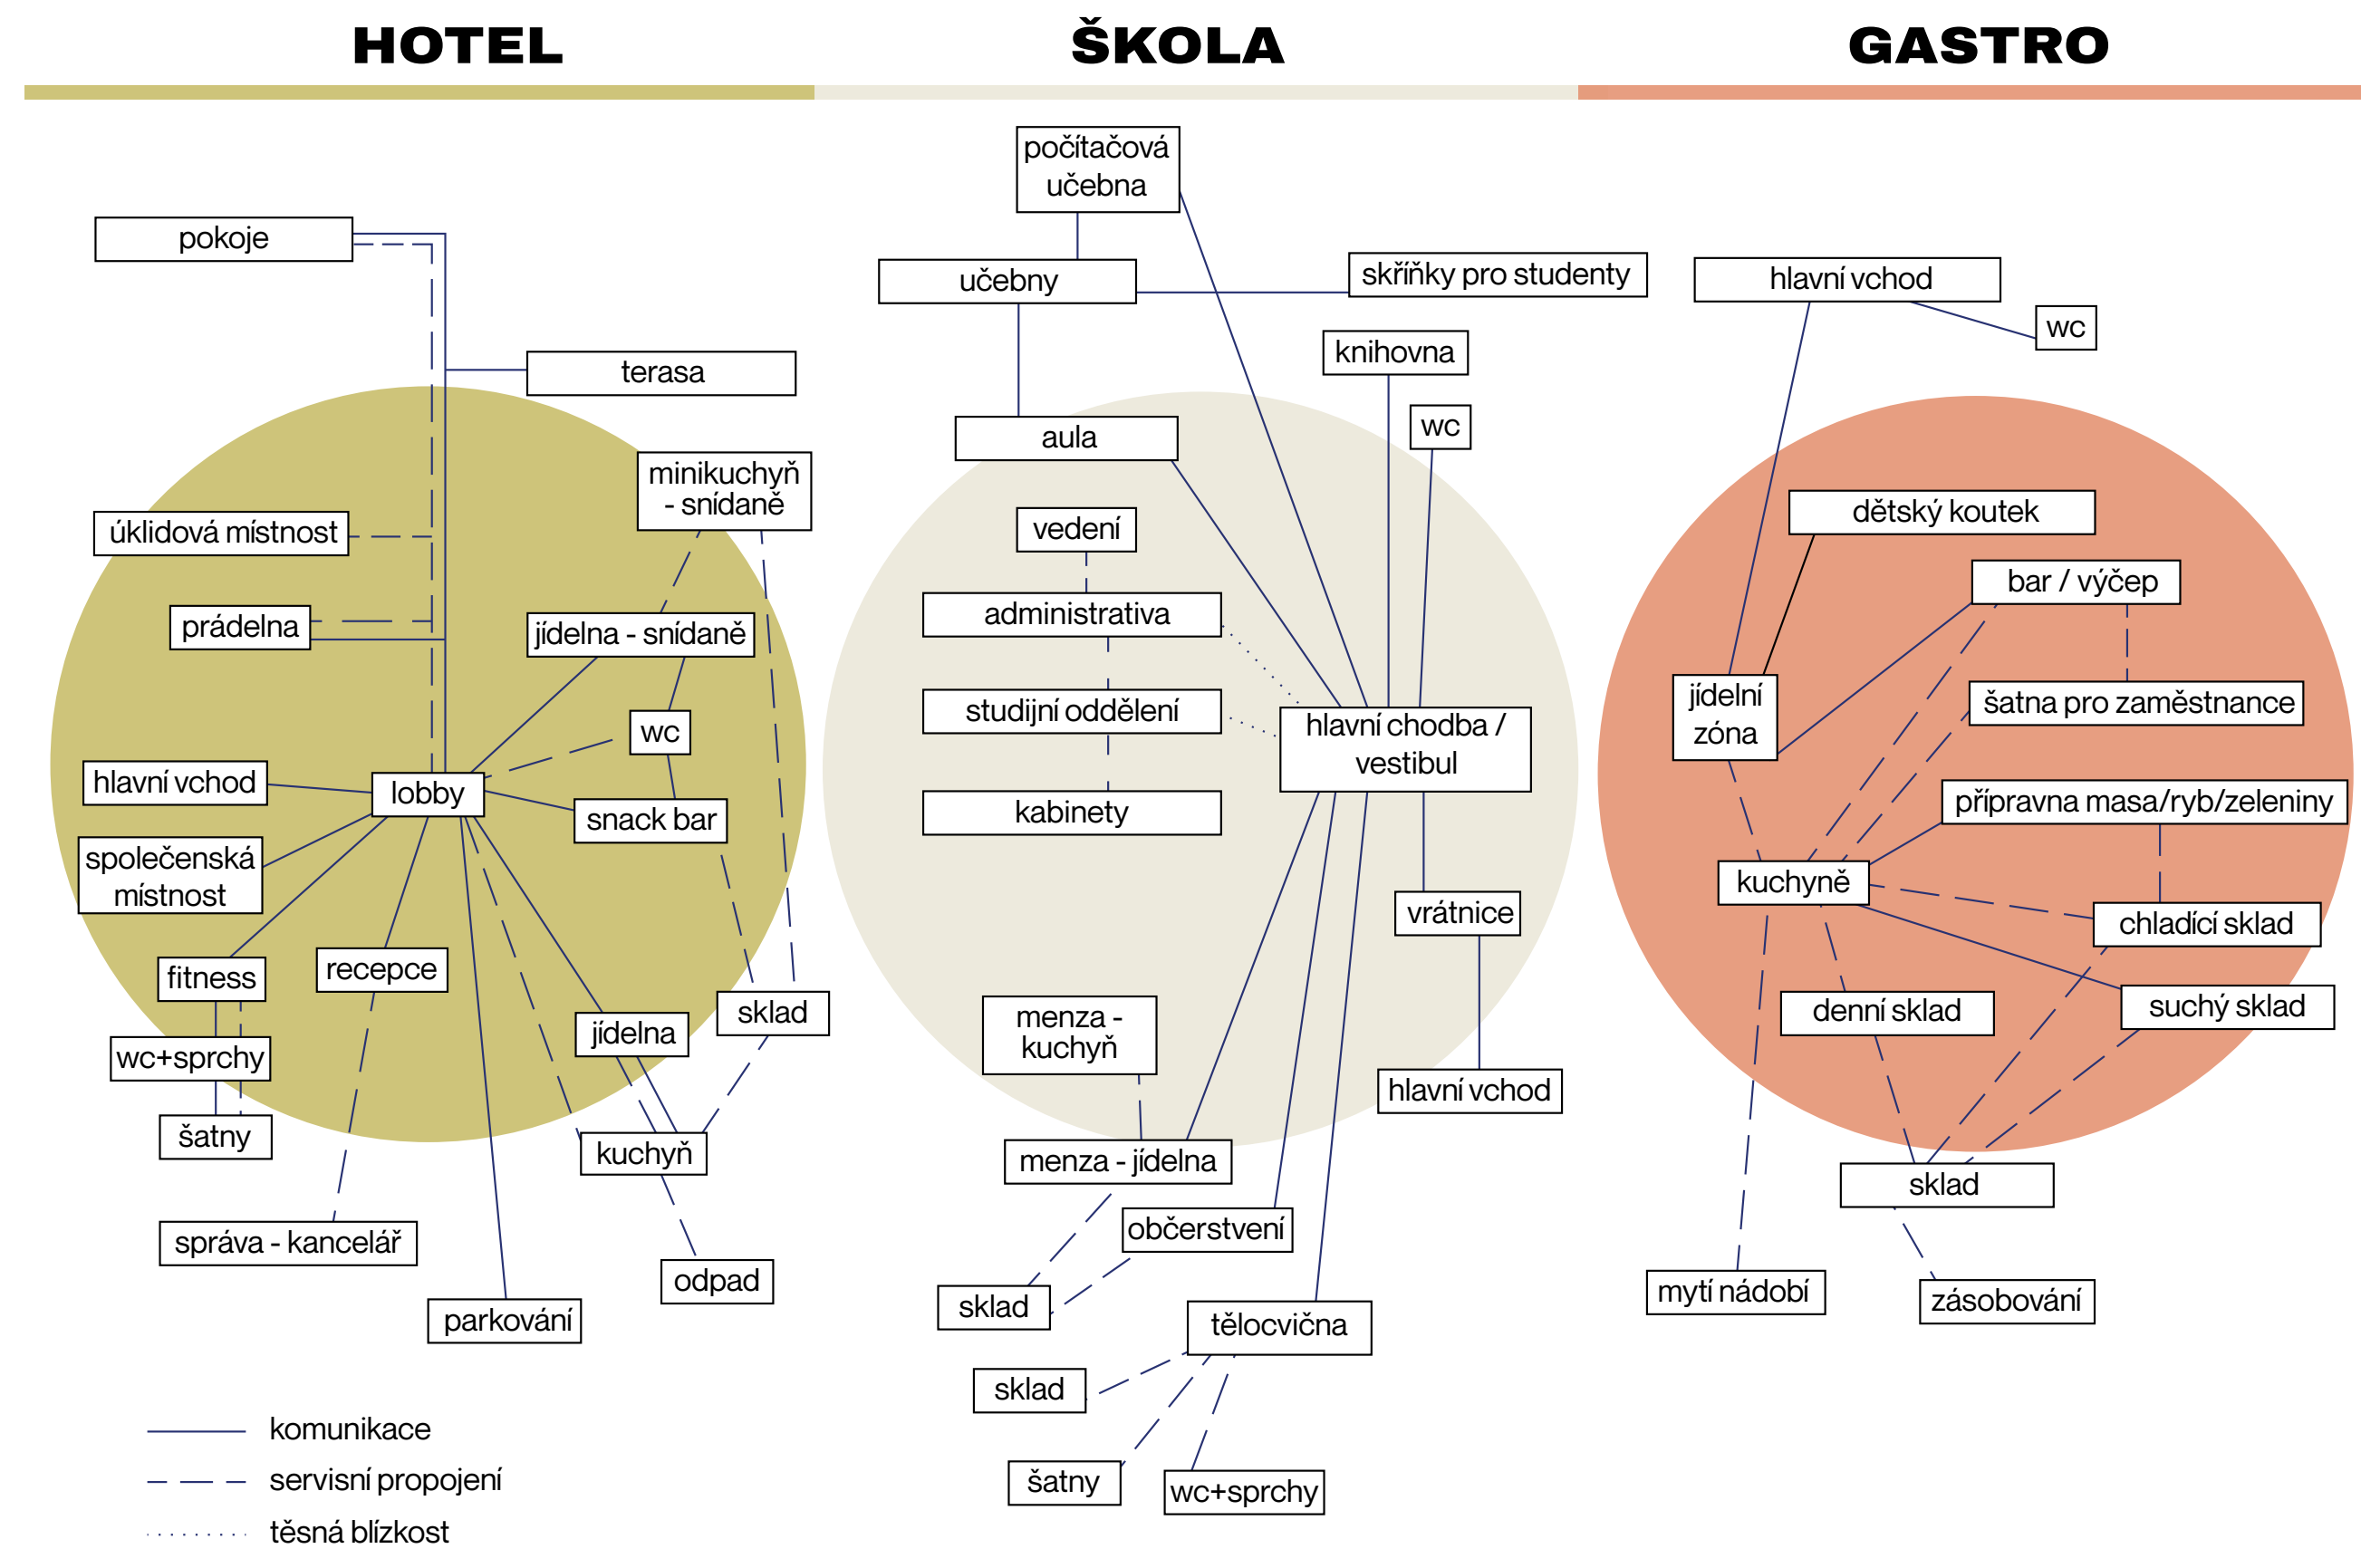 HOTEL
ŠKOLA
GASTRO
pokoje
terasa
minikuchyň
- snídaně
úklidová místnost
prádelna
jídelna - snídaně
wc
hlavní vchod
lobby
snack bar
společenská
místnost
fitness
recepce
sklad
jídelna
wc+sprchy
šatny
kuchyň
správa - kancelář
odpad
parkování
komunikace
servisní propojení
těsná blízkost
počítačová
učebna
učebny
skříňky pro studenty
knihovna
wc
aula
vedení
administrativa
studijní oddělení
hlavní chodba /
vestibul
kabinety
vrátnice
menza -
kuchyň
hlavní vchod
menza - jídelna
občerstvení
sklad
tělocvična
sklad
šatny
wc+sprchy
hlavní vchod
wc
dětský koutek
bar / výčep
jídelní
zóna
šatna pro zaměstnance
přípravna masa/ryb/zeleniny
kuchyně
chladící sklad
denní sklad
suchý sklad
sklad
mytí nádobí
zásobování